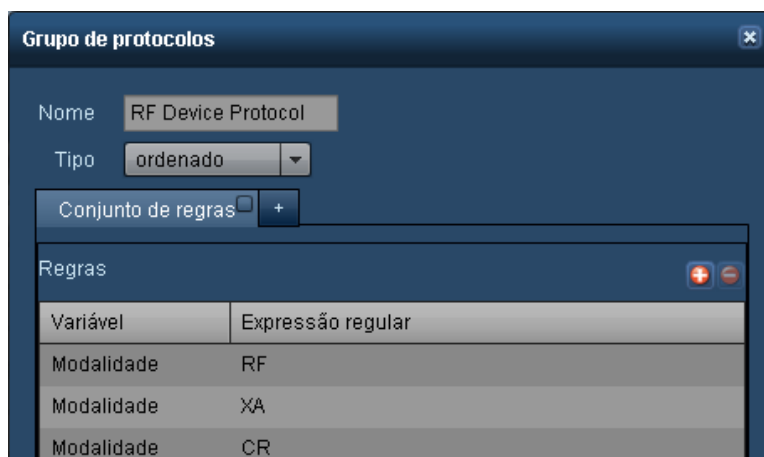 Grupo de protocolos
Nome RF Device Protocol
Tipo ordenado
Conjunto de regras +
Regras
Variável Expressão regular
Modalidade RF
Modalidade XA
Modalidade CR